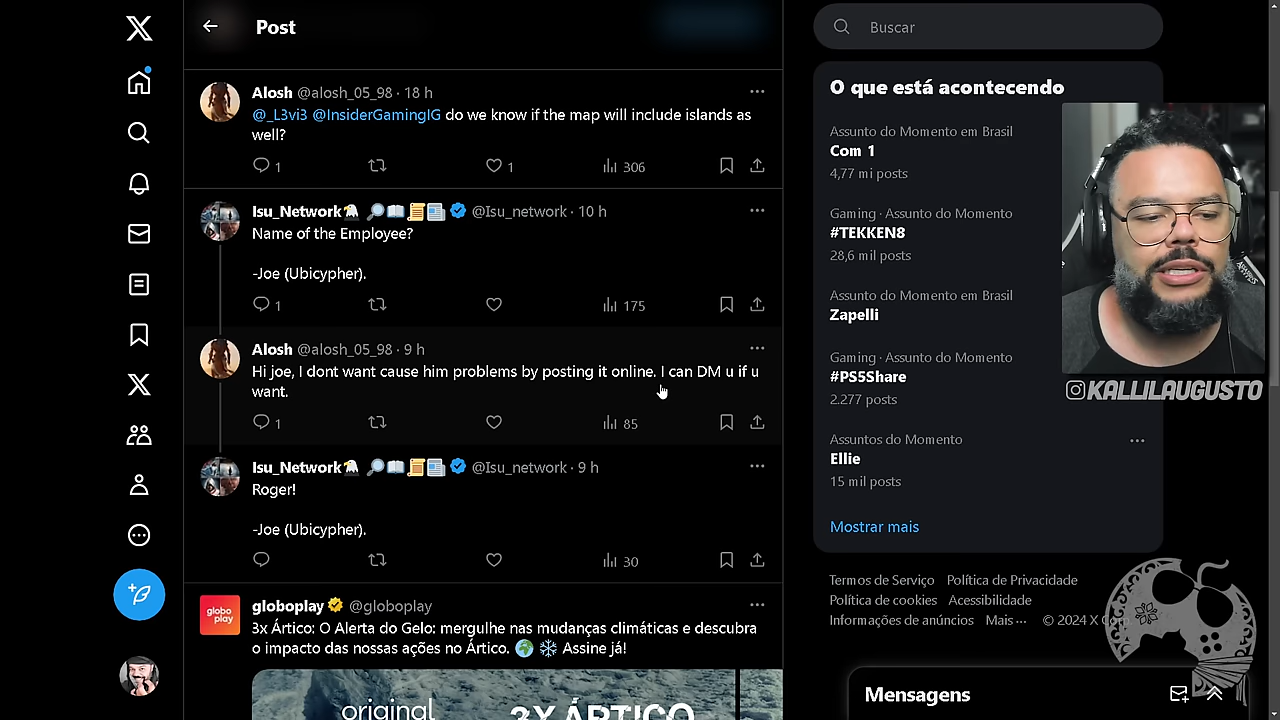 Post
Alosh @alosh_05_98 · 18 h
@_L3vi3 @InsiderGamingIG do we know if the map will include islands as
well?
1
1
306
Isu_Network @Isu_network · 10 h
Name of the Employee?
-Joe (Ubicypher).
1
175
Alosh @alosh_05_98 · 9 h
Hi joe, I dont want cause him problems by posting it online. I can DM u if u
want.
1
85
Isu_Network @Isu_network · 9 h
Roger!
-Joe (Ubicypher).
30
globo
play
globoplay @globoplay
3x Ártico: O Alerta do Gelo: mergulhe nas mudanças climáticas e descubra
o impacto das nossas ações no Ártico. Assine já!
original
3X ÁRTICO
Buscar
O que está acontecendo
Assunto do Momento em Brasil
Com 1
4,77 mi posts
Gaming · Assunto do Momento
#TEKKEN8
28,6 mil posts
Assunto do Momento em Brasil
Zapelli
Gaming · Assunto do Momento
#PS5Share
2.277 posts
Assuntos do Momento
Ellie
15 mil posts
Mostrar mais
KALLILAUGUSTO
Termos de Serviço Política de Privacidade
Política de cookies Acessibilidade
Informações de anúncios Mais ··· © 2024 X Corp
Mensagens